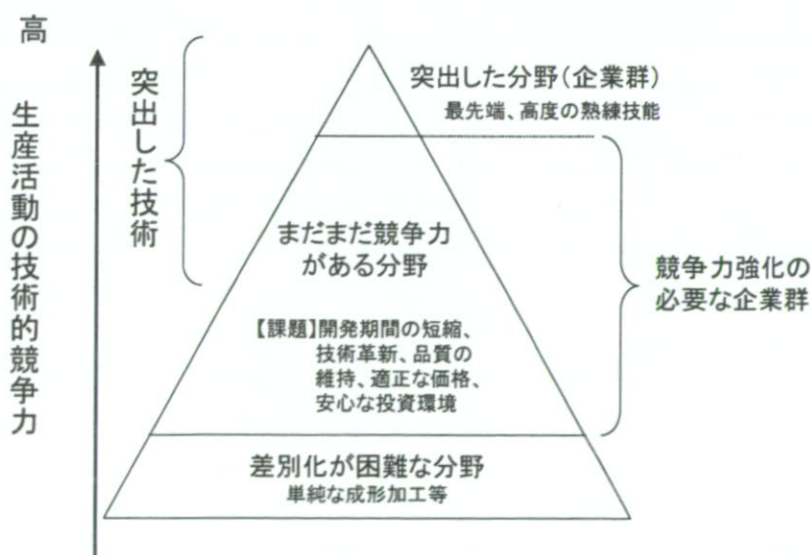 高
生産活動の技術的競争力
突出した技術
突出した分野(企業群)
最先端、高度の熟練技能
まだまだ競争力
がある分野
【課題】開発期間の短縮、
技術革新、品質の
維持、適正な価格、
安心な投資環境
競争力強化の
必要な企業群
差別化が困難な分野
単純な成形加工等